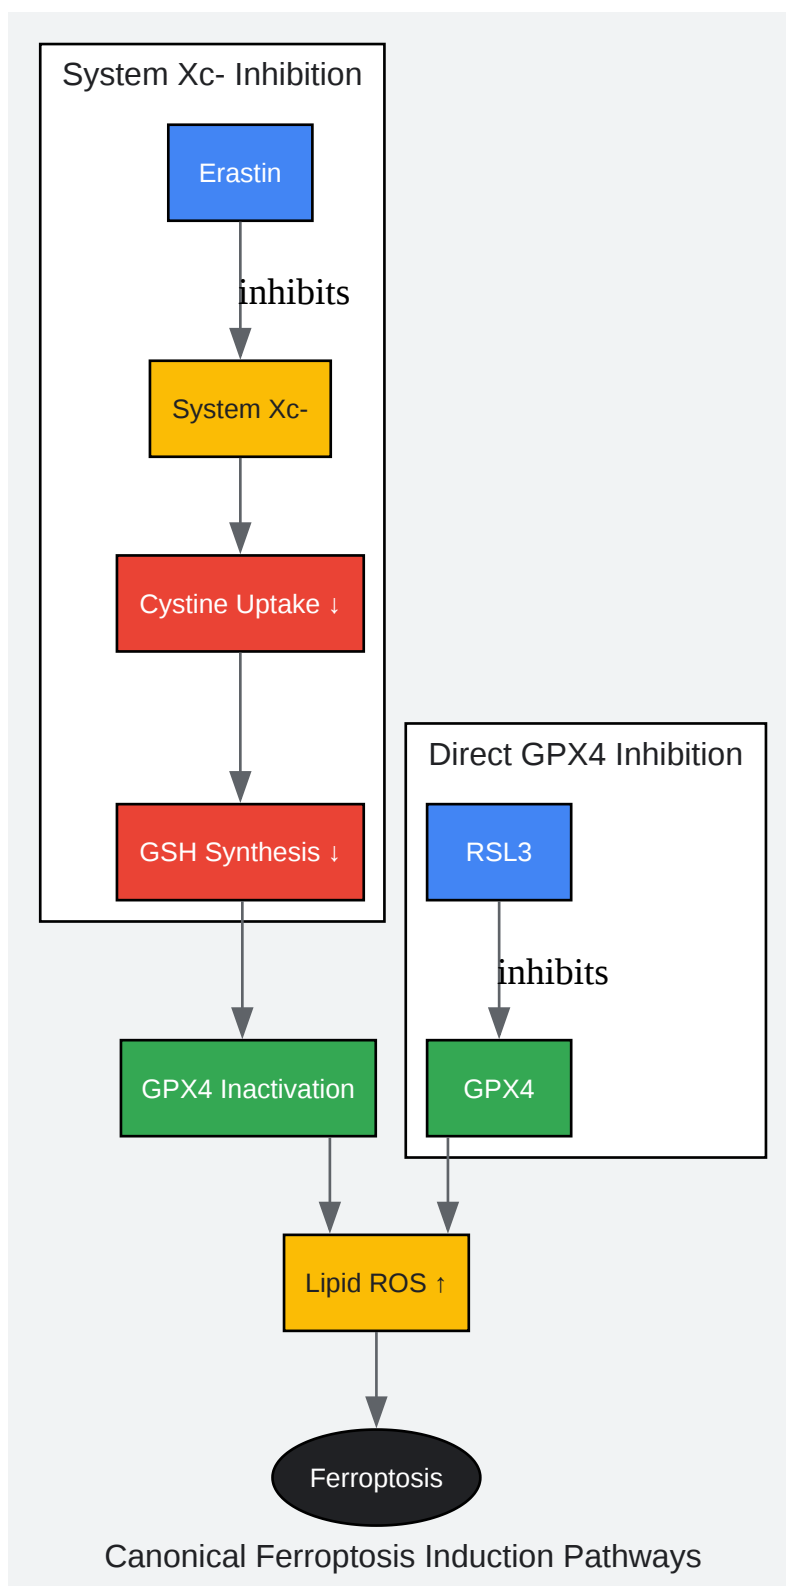 System Xc- Inhibition
Erastin
inhibits
System Xc-
Cystine Uptake ↓
GSH Synthesis ↓
Direct GPX4 Inhibition
RSL3
inhibits
GPX4
GPX4 Inactivation
Lipid ROS ↑
Ferroptosis
Canonical Ferroptosis Induction Pathways